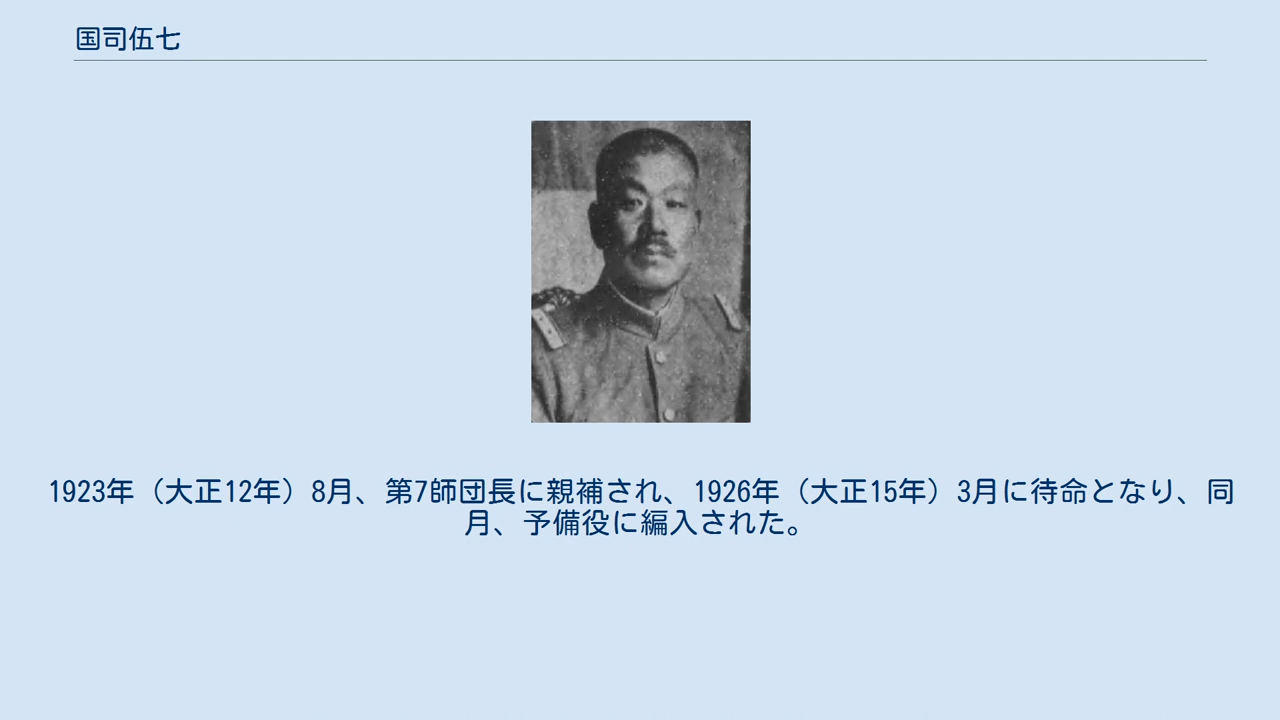 国司伍七
1923年（大正12年）8月、第7師団長に親補され、1926年（大正15年）3月に待命となり、同
月、予備役に編入された。